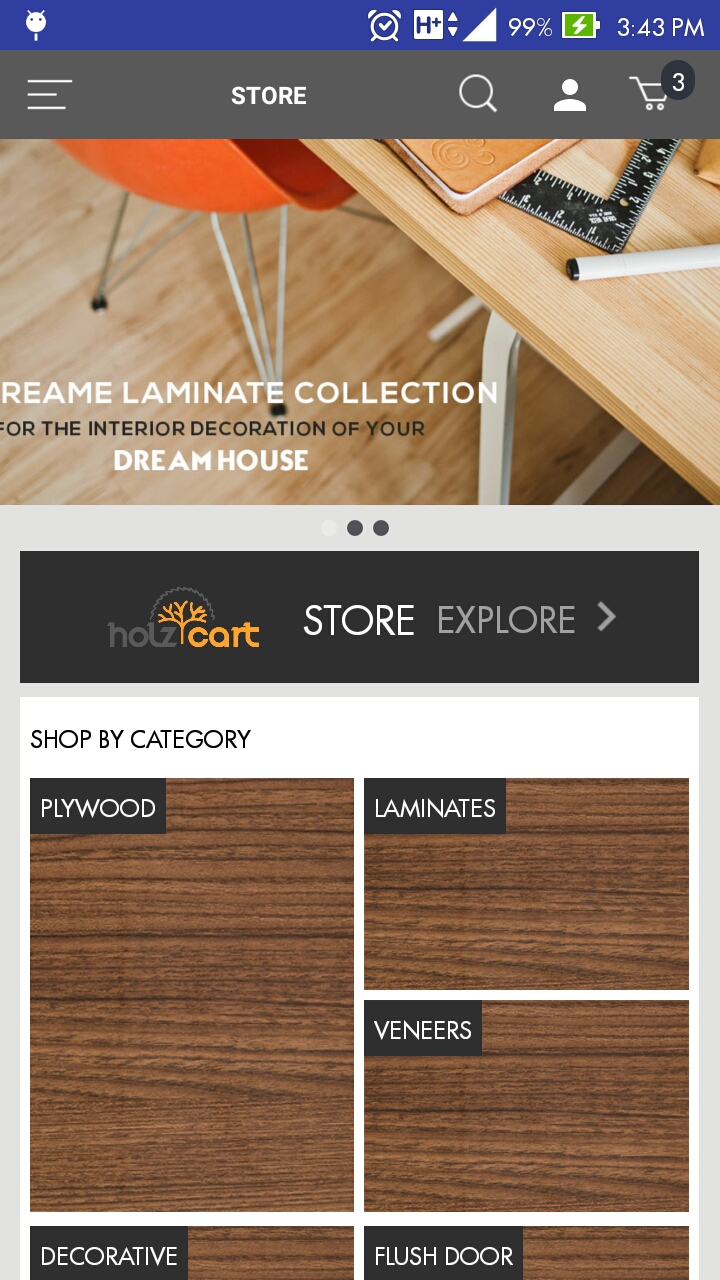 H+ 99% 3:43 PM
STORE
3
REAME LAMINATE COLLECTION
FOR THE INTERIOR DECORATION OF YOUR
DREAM HOUSE
holzcart STORE EXPLORE
SHOP BY CATEGORY
PLYWOOD
LAMINATES
VENEERS
DECORATIVE
FLUSH DOOR